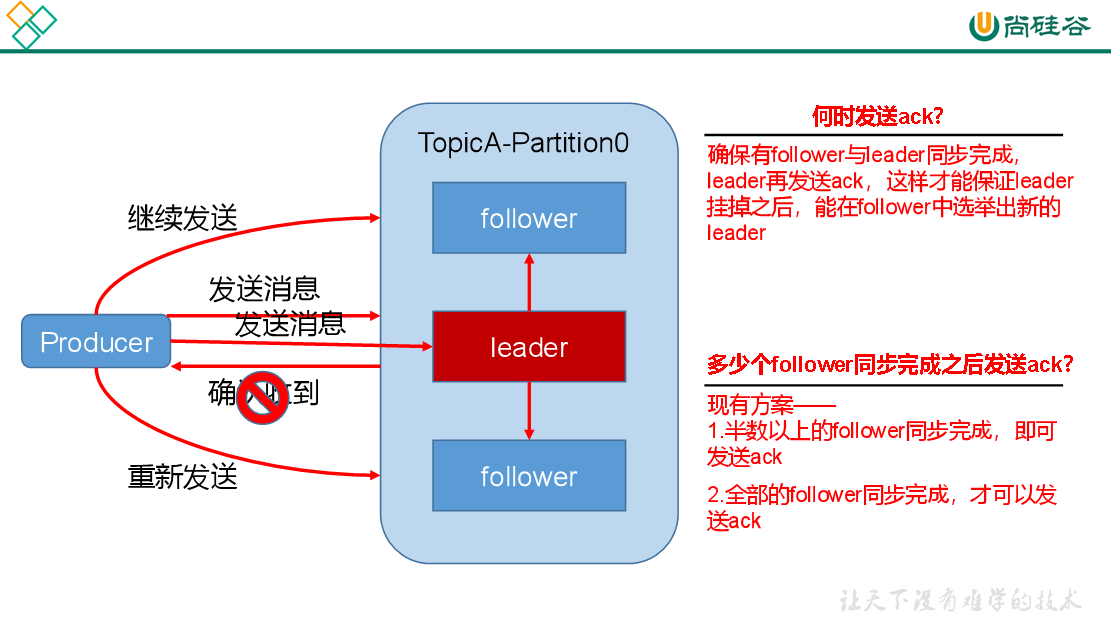 尚硅谷
TopicA-Partition0
follower
leader
follower
Producer
继续发送
发送消息
发送消息
确认收到
重新发送
何时发送ack?
确保有follower与leader同步完成，
leader再发送ack，这样才能保证leader
挂掉之后，能在follower中选举出新的
leader
多少个follower同步完成之后发送ack?
现有方案——
1.半数以上的follower同步完成，即可
发送ack
2.全部的follower同步完成，才可以发
送ack
让天下没有难学的技术